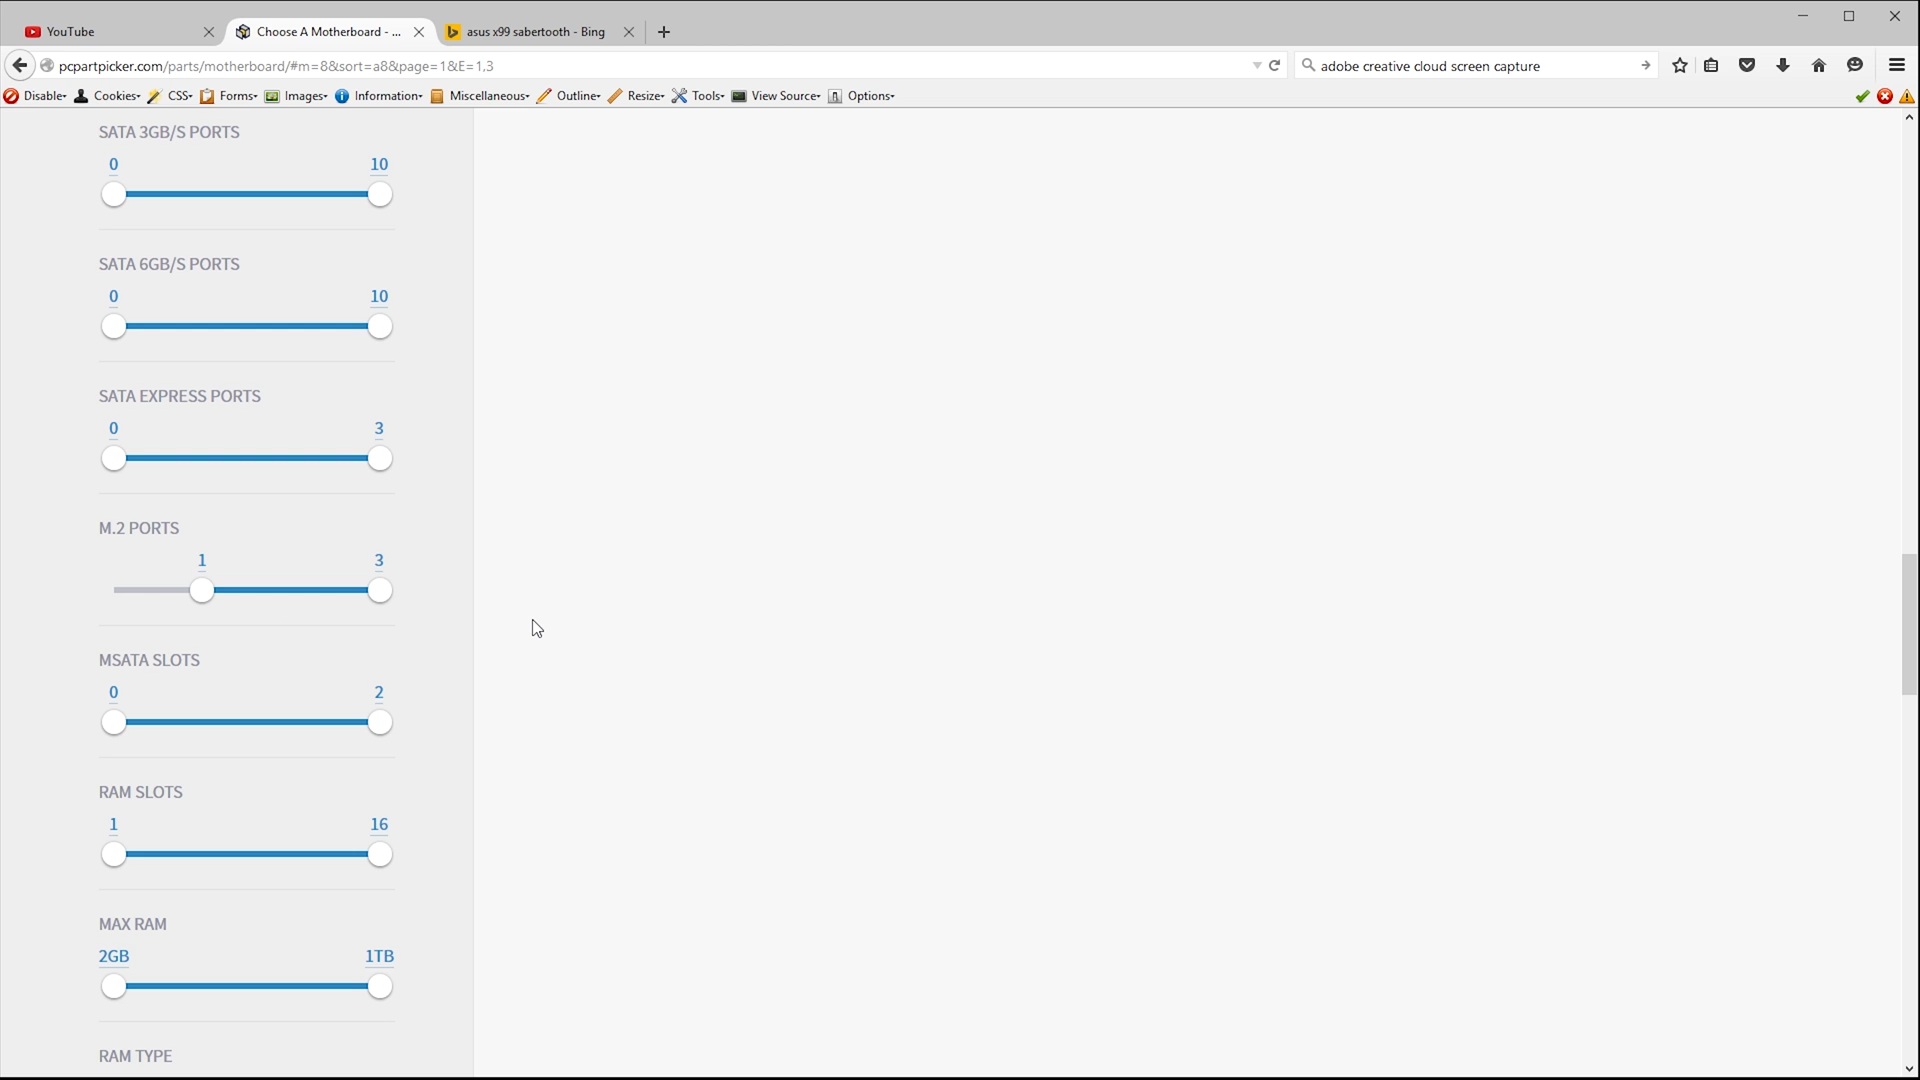 YouTube
Choose A Motherboard - ...
asus x99 sabertooth - Bing
pcpartpicker.com/parts/motherboard/#m=8&sort=a8&page=1&E=1,3
adobe creative cloud screen capture
Disable
Cookies
CSS
Forms
Images
Information
Miscellaneous
Outline
Resize
Tools
View Source
Options
SATA 3GB/S PORTS
0 10
SATA 6GB/S PORTS
0 10
SATA EXPRESS PORTS
0 3
M.2 PORTS
1 3
MSATA SLOTS
0 2
RAM SLOTS
1 16
MAX RAM
2GB 1TB
RAM TYPE